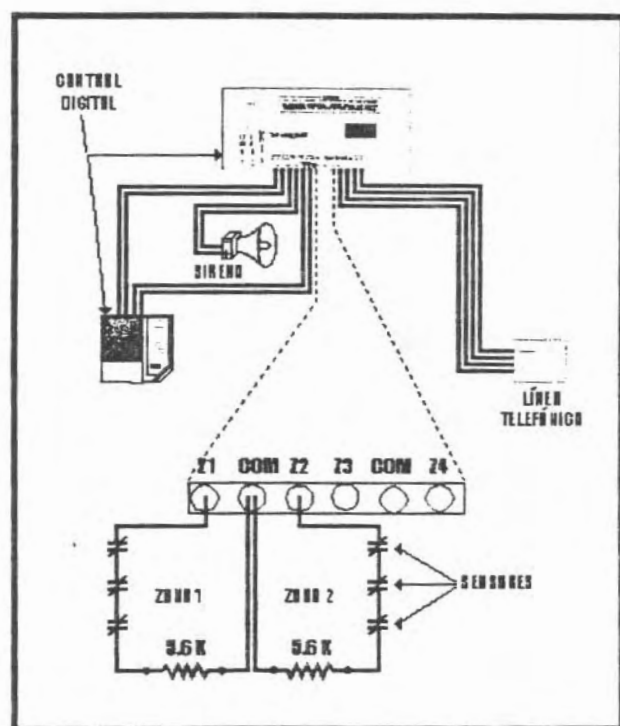 CONTROL
DIGITAL
SIRENA
LÍNEA
TELEFÓNICA
Z1 COM Z2 Z3 COM Z4
ZONA 1
ZONA 2
SENSORES
5.6 K
5.6 K